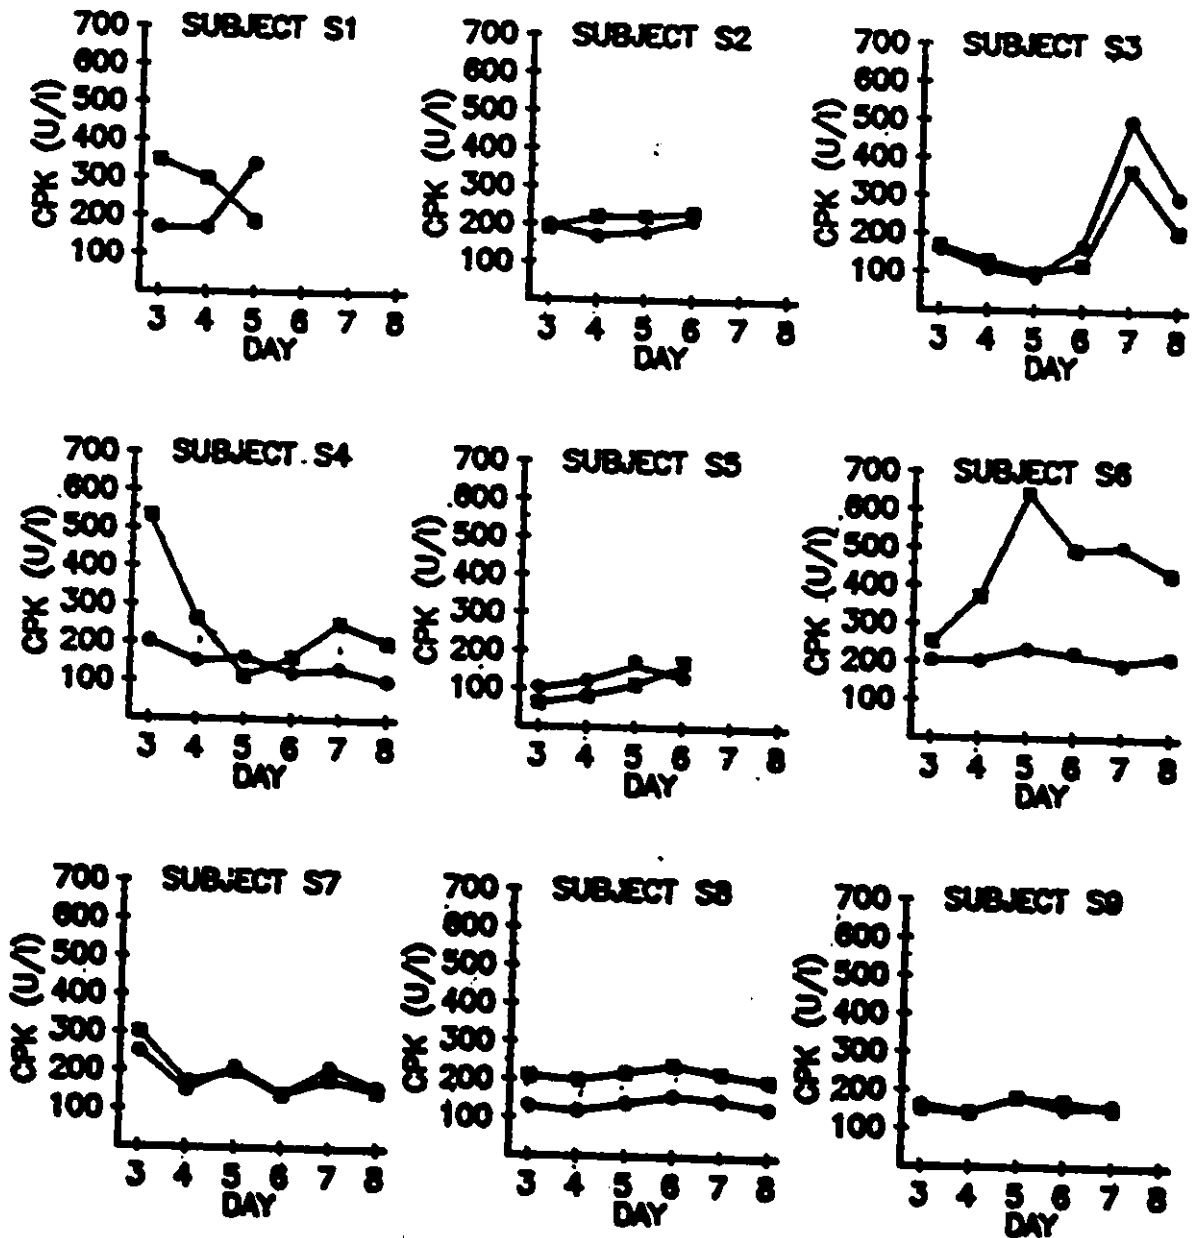 SUBJECT S1
700
600
500
400
300
200
100
CPK (U/l)
3 4 5 6 7 8
DAY
SUBJECT S2
700
600
500
400
300
200
100
CPK (U/l)
3 4 5 6 7 8
DAY
SUBJECT S3
700
600
500
400
300
200
100
CPK (U/l)
3 4 5 6 7 8
DAY
SUBJECT S4
700
600
500
400
300
200
100
CPK (U/l)
3 4 5 6 7 8
DAY
SUBJECT S5
700
600
500
400
300
200
100
CPK (U/l)
3 4 5 6 7 8
DAY
SUBJECT S6
700
600
500
400
300
200
100
CPK (U/l)
3 4 5 6 7 8
DAY
SUBJECT S7
700
600
500
400
300
200
100
CPK (U/l)
3 4 5 6 7 8
DAY
SUBJECT S8
700
600
500
400
300
200
100
CPK (U/l)
3 4 5 6 7 8
DAY
SUBJECT S9
700
600
500
400
300
200
100
CPK (U/l)
3 4 5 6 7 8
DAY